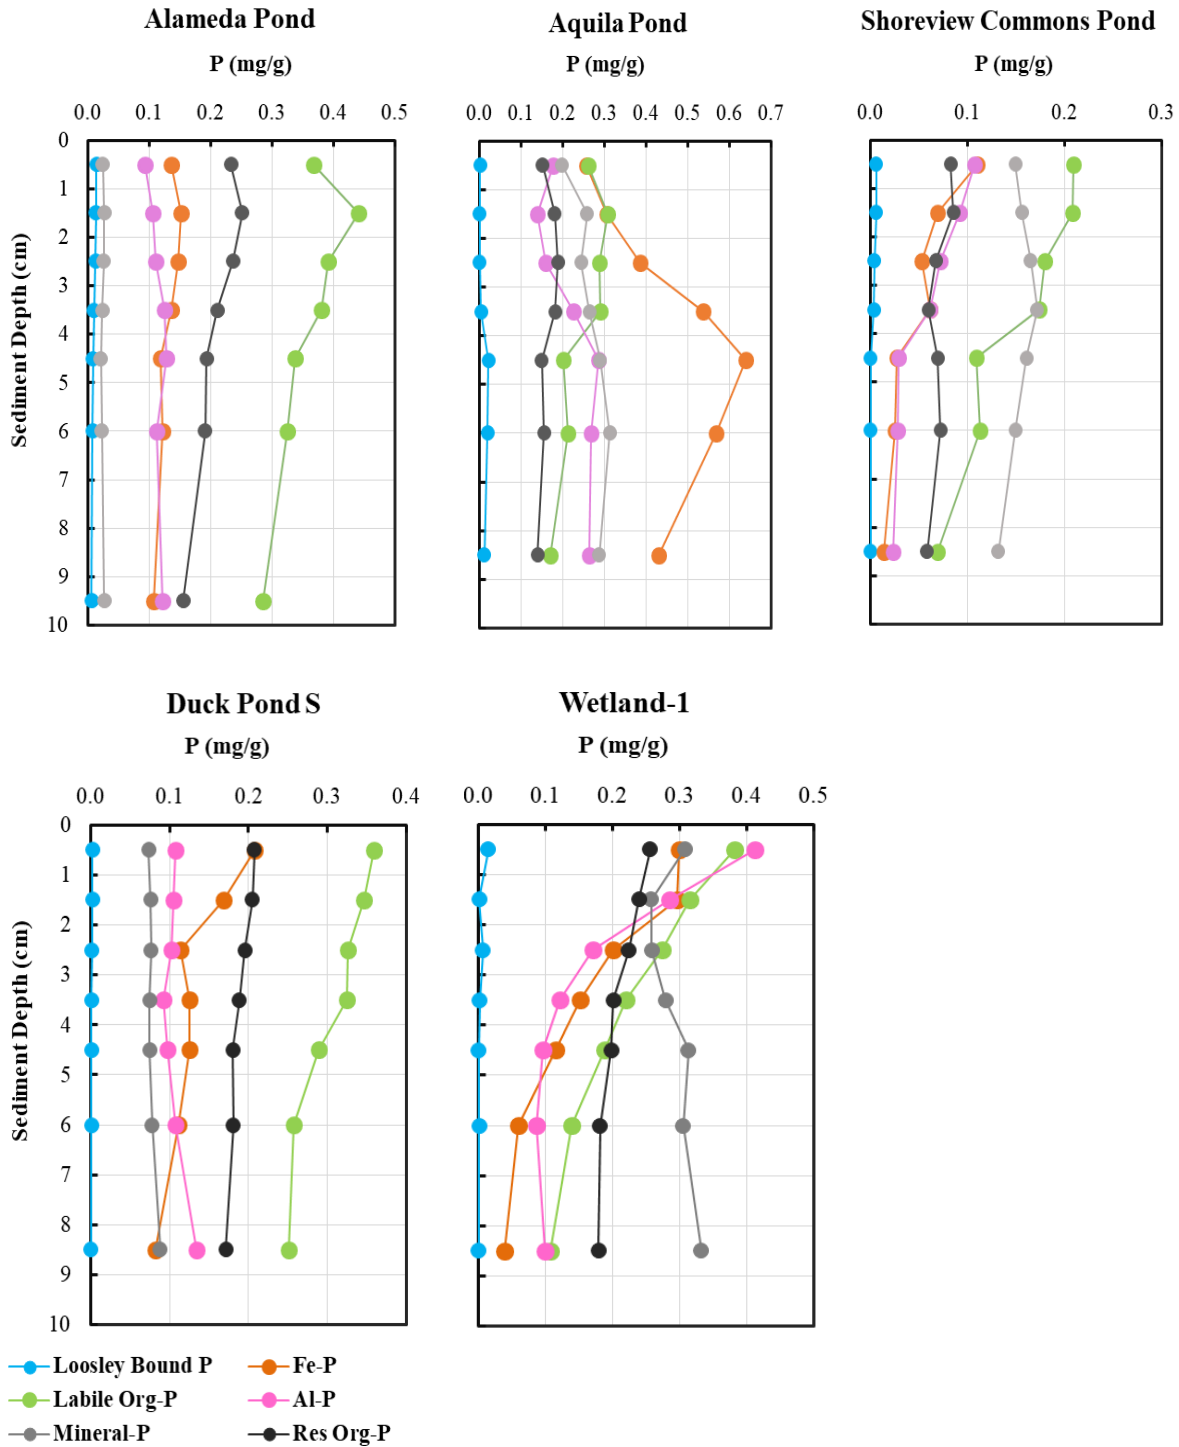 Alameda Pond
Aquila Pond
Shoreview Commons Pond
P (mg/g)
P (mg/g)
P (mg/g)
0.0 0.1 0.2 0.3 0.4 0.5
0.0 0.1 0.2 0.3 0.4 0.5 0.6 0.7
0.0 0.1 0.2 0.3
0
1
2
3
4
5
6
7
8
9
10
Sediment Depth (cm)
Duck Pond S
Wetland-1
P (mg/g)
P (mg/g)
0.0 0.1 0.2 0.3 0.4
0.0 0.1 0.2 0.3 0.4 0.5
0
1
2
3
4
5
6
7
8
9
10
Sediment Depth (cm)
Loosley Bound P
Fe-P
Labile Org-P
Al-P
Mineral-P
Res Org-P